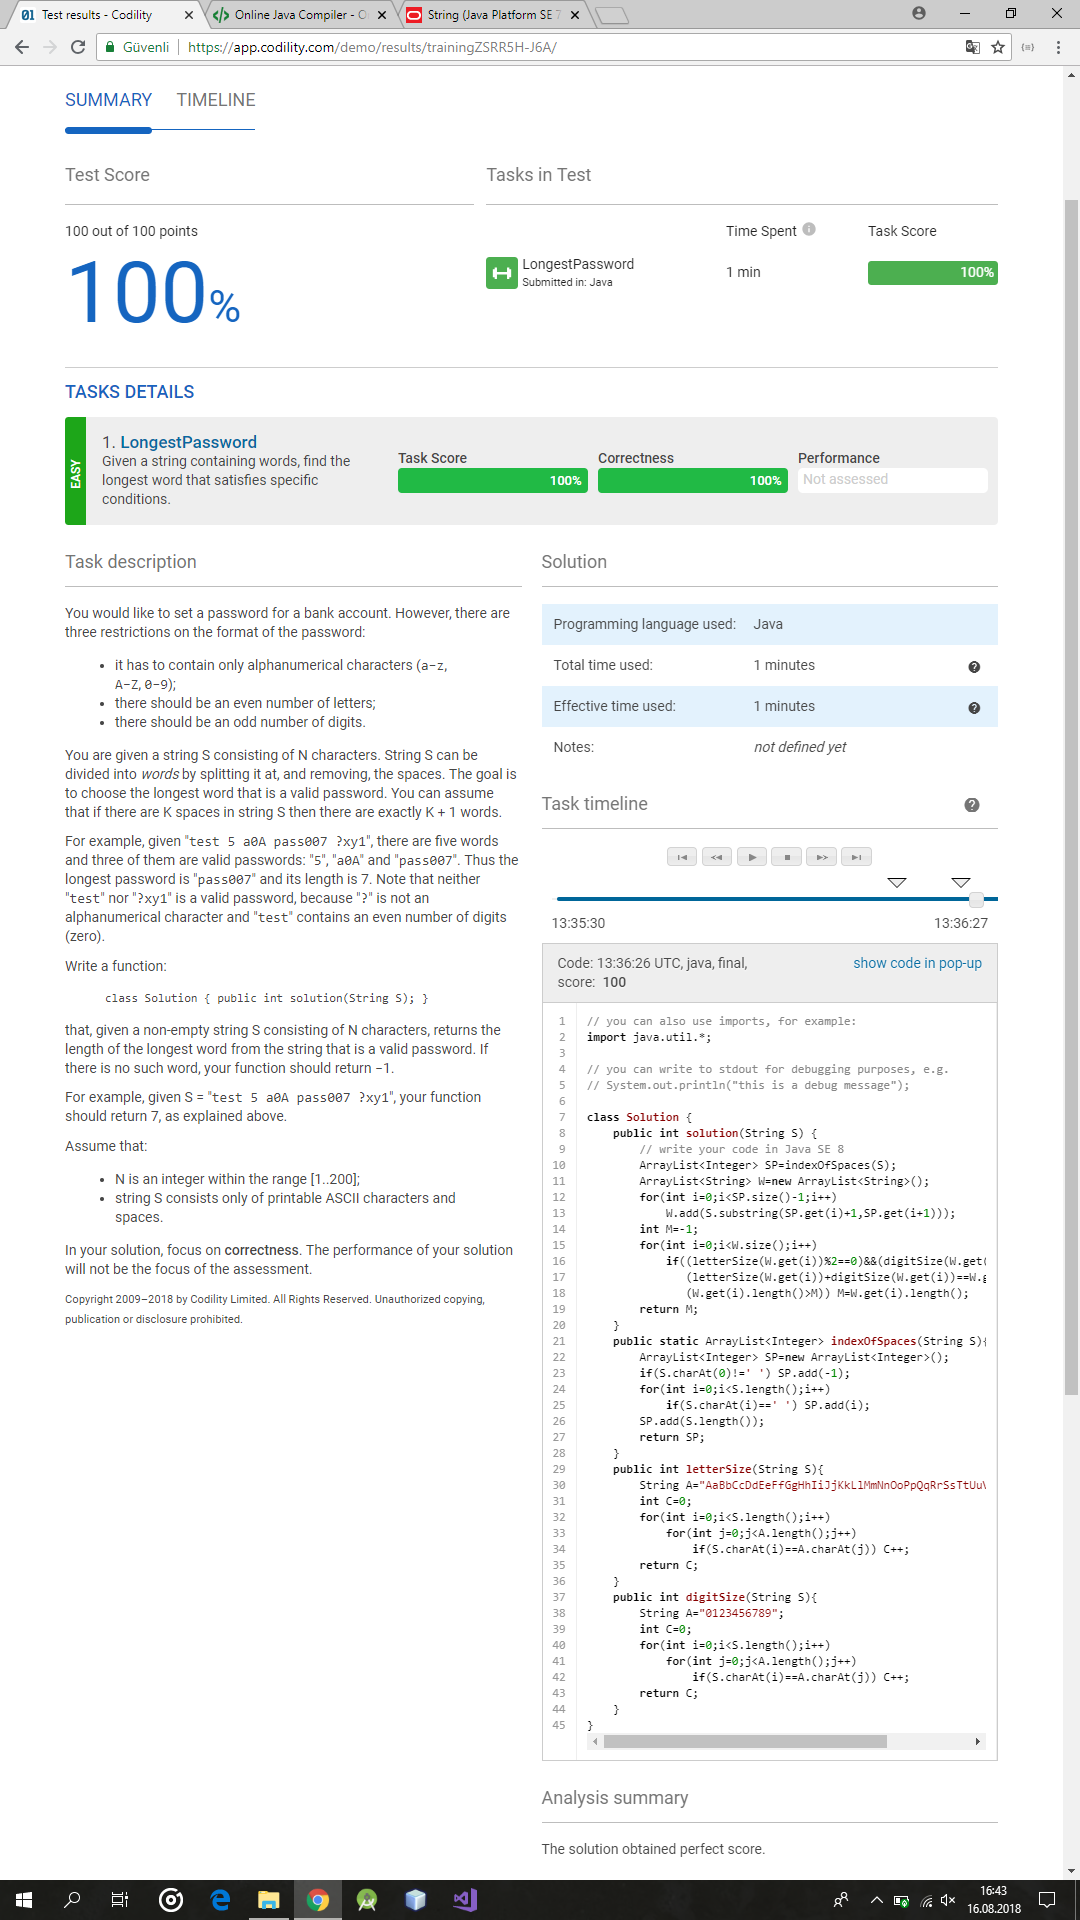 Test results - Codility
Online Java Compiler - O
String (Java Platform SE 7
Güvenli
https://app.codility.com/demo/results/trainingZSRR5H-J6A/
SUMMARY TIMELINE
Test Score
Tasks in Test
100 out of 100 points
100%
Time Spent
Task Score
LongestPassword
Submitted in: Java
1 min
100%
TASKS DETAILS
EASY
1. LongestPassword
Given a string containing words, find the
longest word that satisfies specific
conditions.
Task Score
100%
Correctness
100%
Performance
Not assessed
Task description
You would like to set a password for a bank account. However, there are
three restrictions on the format of the password:
• it has to contain only alphanumerical characters (a−z,
A−Z, 0−9);
• there should be an even number of letters;
• there should be an odd number of digits.
You are given a string S consisting of N characters. String S can be
divided into words by splitting it at, and removing, the spaces. The goal is
to choose the longest word that is a valid password. You can assume
that if there are K spaces in string S then there are exactly K + 1 words.
For example, given "test 5 a0A pass007 ?xy1", there are five words
and three of them are valid passwords: "5", "a0A" and "pass007". Thus the
longest password is "pass007" and its length is 7. Note that neither
"test" nor "?xy1" is a valid password, because "?" is not an
alphanumerical character and "test" contains an even number of digits
(zero).
Write a function:
class Solution { public int solution(String S); }
that, given a non-empty string S consisting of N characters, returns the
length of the longest word from the string that is a valid password. If
there is no such word, your function should return −1.
For example, given S = "test 5 a0A pass007 ?xy1", your function
should return 7, as explained above.
Assume that:
• N is an integer within the range [1..200];
• string S consists only of printable ASCII characters and
spaces.
In your solution, focus on correctness. The performance of your solution
will not be the focus of the assessment.
Copyright 2009–2018 by Codility Limited. All Rights Reserved. Unauthorized copying,
publication or disclosure prohibited.
Solution
Programming language used: Java
Total time used: 1 minutes
Effective time used: 1 minutes
Notes: not defined yet
Task timeline
13:35:30
13:36:27
Code: 13:36:26 UTC, java, final,
score: 100
show code in pop-up
1 // you can also use imports, for example:
2 import java.util.*;
3
4 // you can write to stdout for debugging purposes, e.g.
5 // System.out.println("this is a debug message");
6
7 class Solution {
8 public int solution(String S) {
9 // write your code in Java SE 8
10 ArrayList<Integer> SP=indexOfSpaces(S);
11 ArrayList<String> W=new ArrayList<String>();
12 for(int i=0;i<SP.size()-1;i++)
13 W.add(S.substring(SP.get(i)+1,SP.get(i+1)));
14 int M=-1;
15 for(int i=0;i<W.size();i++)
16 if((letterSize(W.get(i))%2==0)&&(digitSize(W.get(
17 (letterSize(W.get(i))+digitSize(W.get(i))==W.g
18 (W.get(i).length()>M)) M=W.get(i).length();
19 return M;
20 }
21 public static ArrayList<Integer> indexOfSpaces(String S){
22 ArrayList<Integer> SP=new ArrayList<Integer>();
23 if(S.charAt(0)!=' ') SP.add(-1);
24 for(int i=0;i<S.length();i++)
25 if(S.charAt(i)==' ') SP.add(i);
26 SP.add(S.length());
27 return SP;
28 }
29 public int letterSize(String S){
30 String A="AaBbCcDdEeFfGgHhIiJjKkLlMmNnOoPpQqRrSsTtUu\
31 int C=0;
32 for(int i=0;i<S.length();i++)
33 for(int j=0;j<A.length();j++)
34 if(S.charAt(i)==A.charAt(j)) C++;
35 return C;
36 }
37 public int digitSize(String S){
38 String A="0123456789";
39 int C=0;
40 for(int i=0;i<S.length();i++)
41 for(int j=0;j<A.length();j++)
42 if(S.charAt(i)==A.charAt(j)) C++;
43 return C;
44 }
45 }
Analysis summary
The solution obtained perfect score.
16:43
16.08.2018